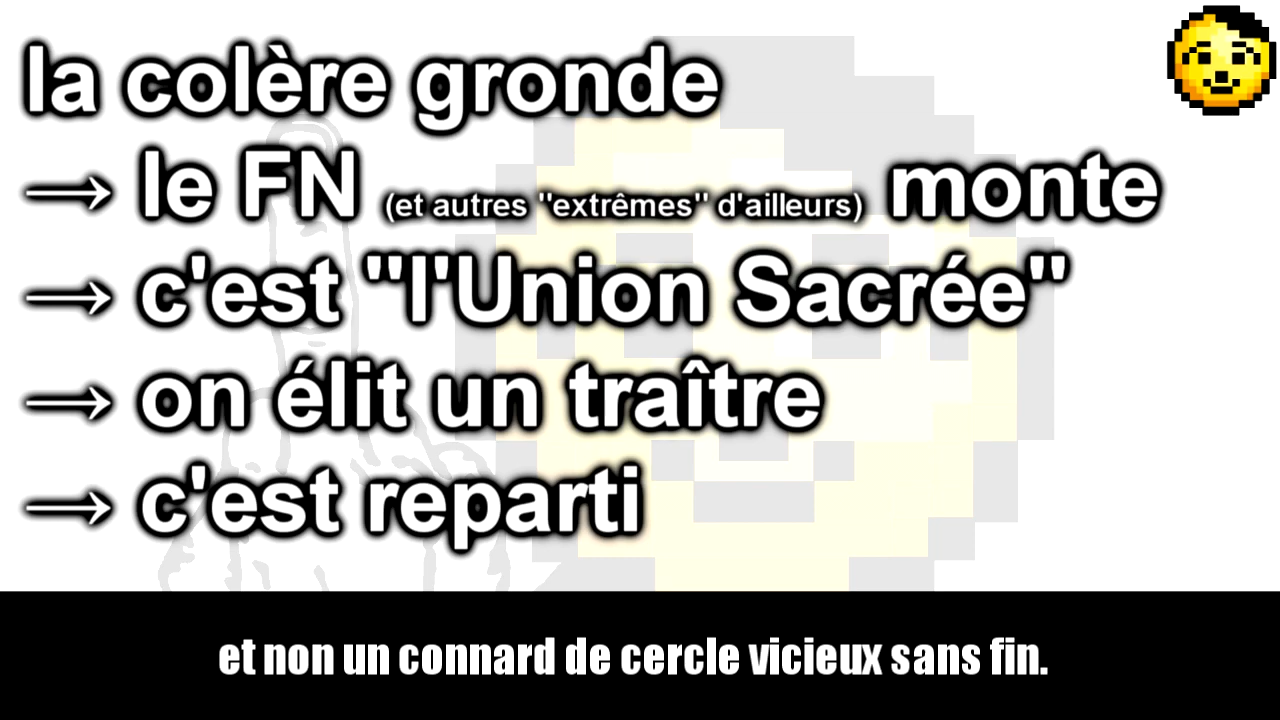 la colère gronde
→ le FN (et autres "extrêmes" d'ailleurs) monte
→ c'est "l'Union Sacrée"
→ on élit un traître
→ c'est reparti
et non un connard de cercle vicieux sans fin.